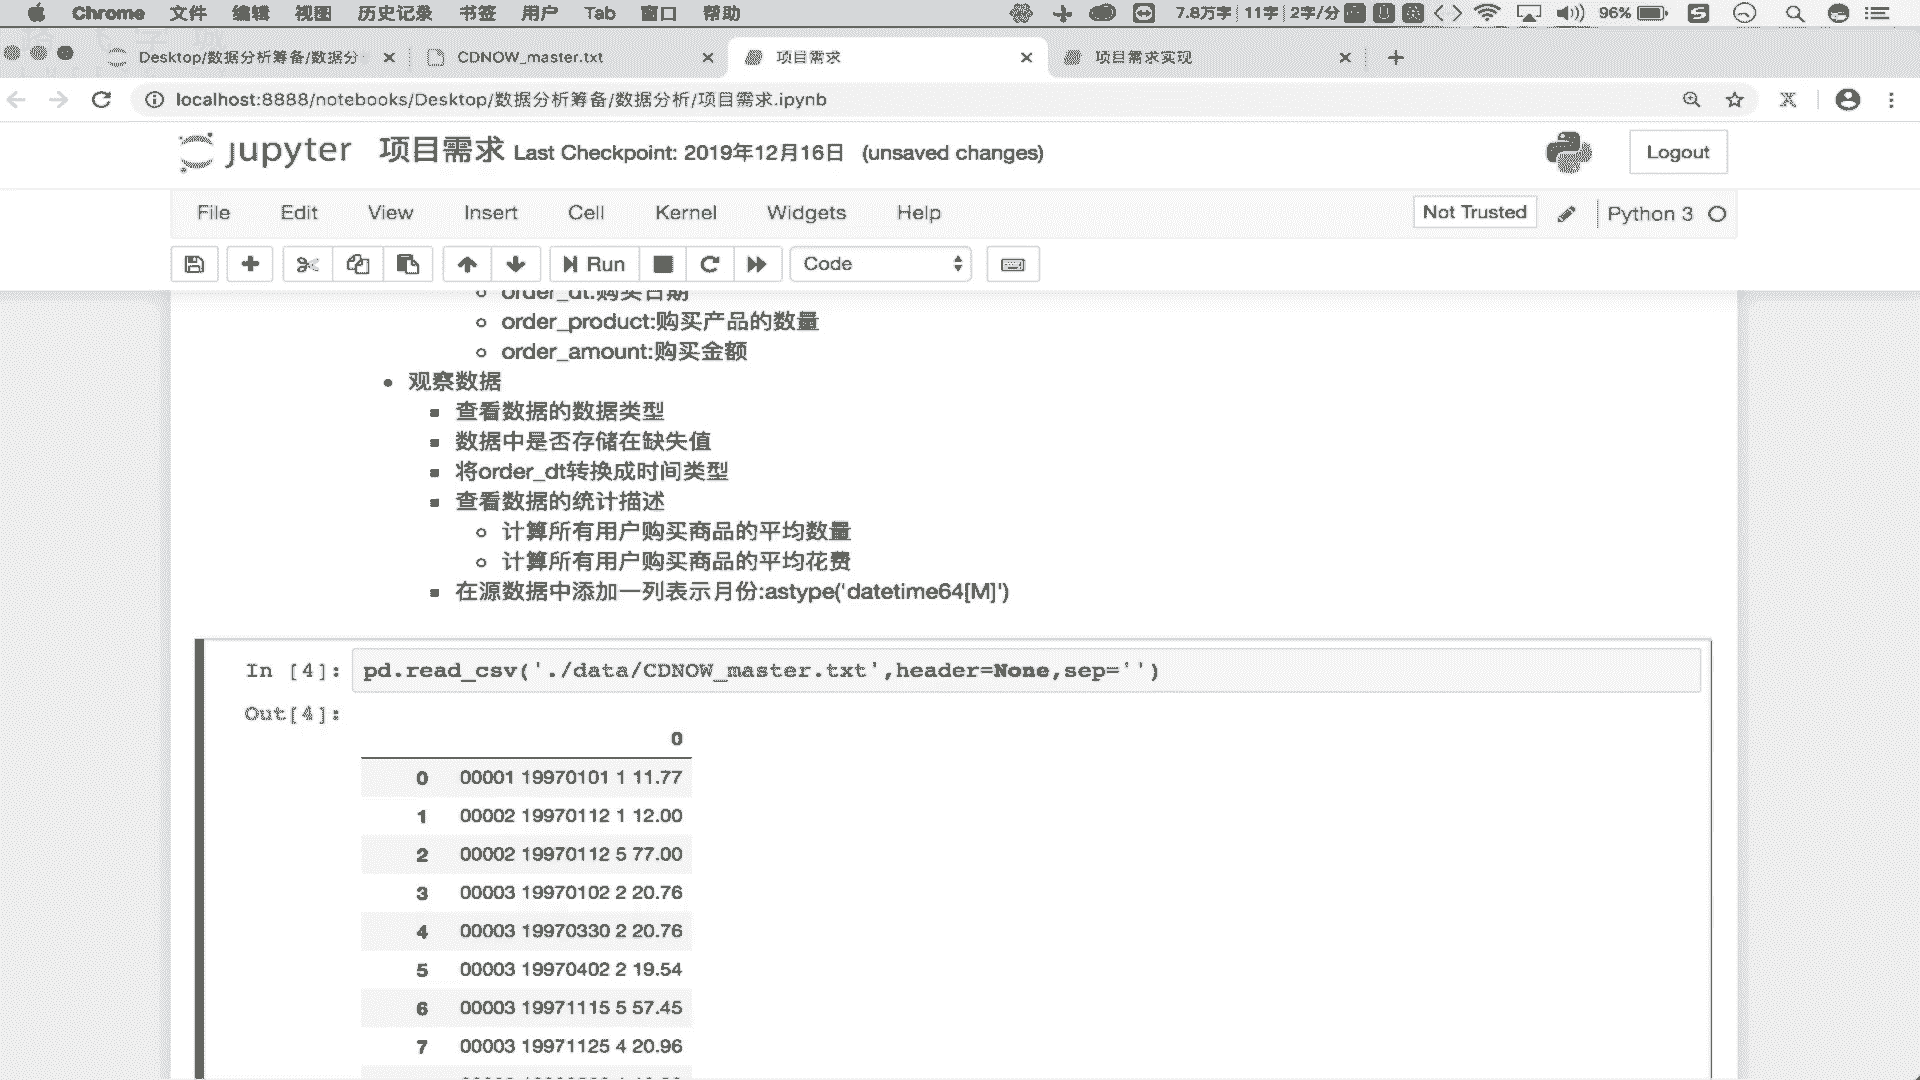 Chrome 文件 编辑 视图 历史记录 书签 用户 Tab 窗口 帮助 7.8万字 11字 2字/分 96%
Desktop/数据分析筹备/数据分 CDNOW_master.txt 项目需求 项目需求实现
localhost:8888/notebooks/Desktop/数据分析筹备/数据分析/项目需求.ipynb
jupyter 项目需求 Last Checkpoint: 2019年12月16日 (unsaved changes) Logout
File Edit View Insert Cell Kernel Widgets Help Not Trusted Python 3
Run Code
order_dt:购买日期
order_product:购买产品的数量
order_amount:购买金额
观察数据
查看数据的数据类型
数据中是否存储在缺失值
将order_dt转换成时间类型
查看数据的统计描述
计算所有用户购买商品的平均数量
计算所有用户购买商品的平均花费
在源数据中添加一列表示月份:astype('datetime64[M]')
In [4]: pd.read_csv('./data/CDNOW_master.txt',header=None,sep='')
Out[4]:
0
0 00001 19970101 1 11.77
1 00002 19970112 1 12.00
2 00002 19970112 5 77.00
3 00003 19970102 2 20.76
4 00003 19970330 2 20.76
5 00003 19970402 2 19.54
6 00003 19971115 5 57.45
7 00003 19971125 4 20.96